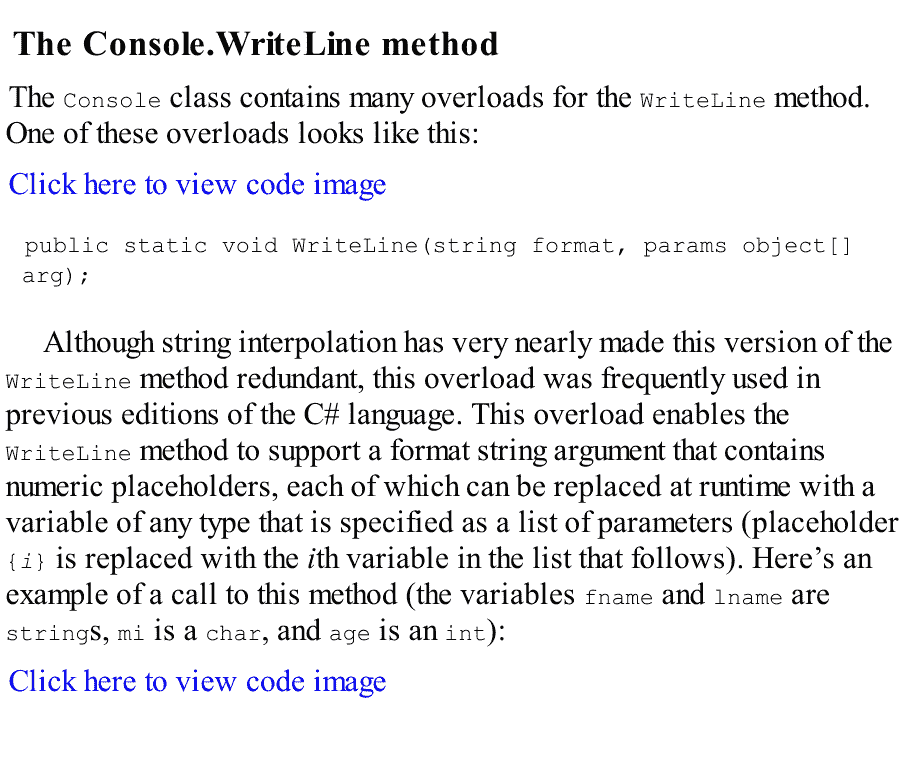 The Console.WriteLine method
The Console class contains many overloads for the WriteLine method.
One of these overloads looks like this:
Click here to view code image
public static void WriteLine(string format, params object[]
arg);
Although string interpolation has very nearly made this version of the
WriteLine method redundant, this overload was frequently used in
previous editions of the C# language. This overload enables the
WriteLine method to support a format string argument that contains
numeric placeholders, each of which can be replaced at runtime with a
variable of any type that is specified as a list of parameters (placeholder
{i} is replaced with the ith variable in the list that follows). Here’s an
example of a call to this method (the variables fname and lname are
strings, mi is a char, and age is an int):
Click here to view code image